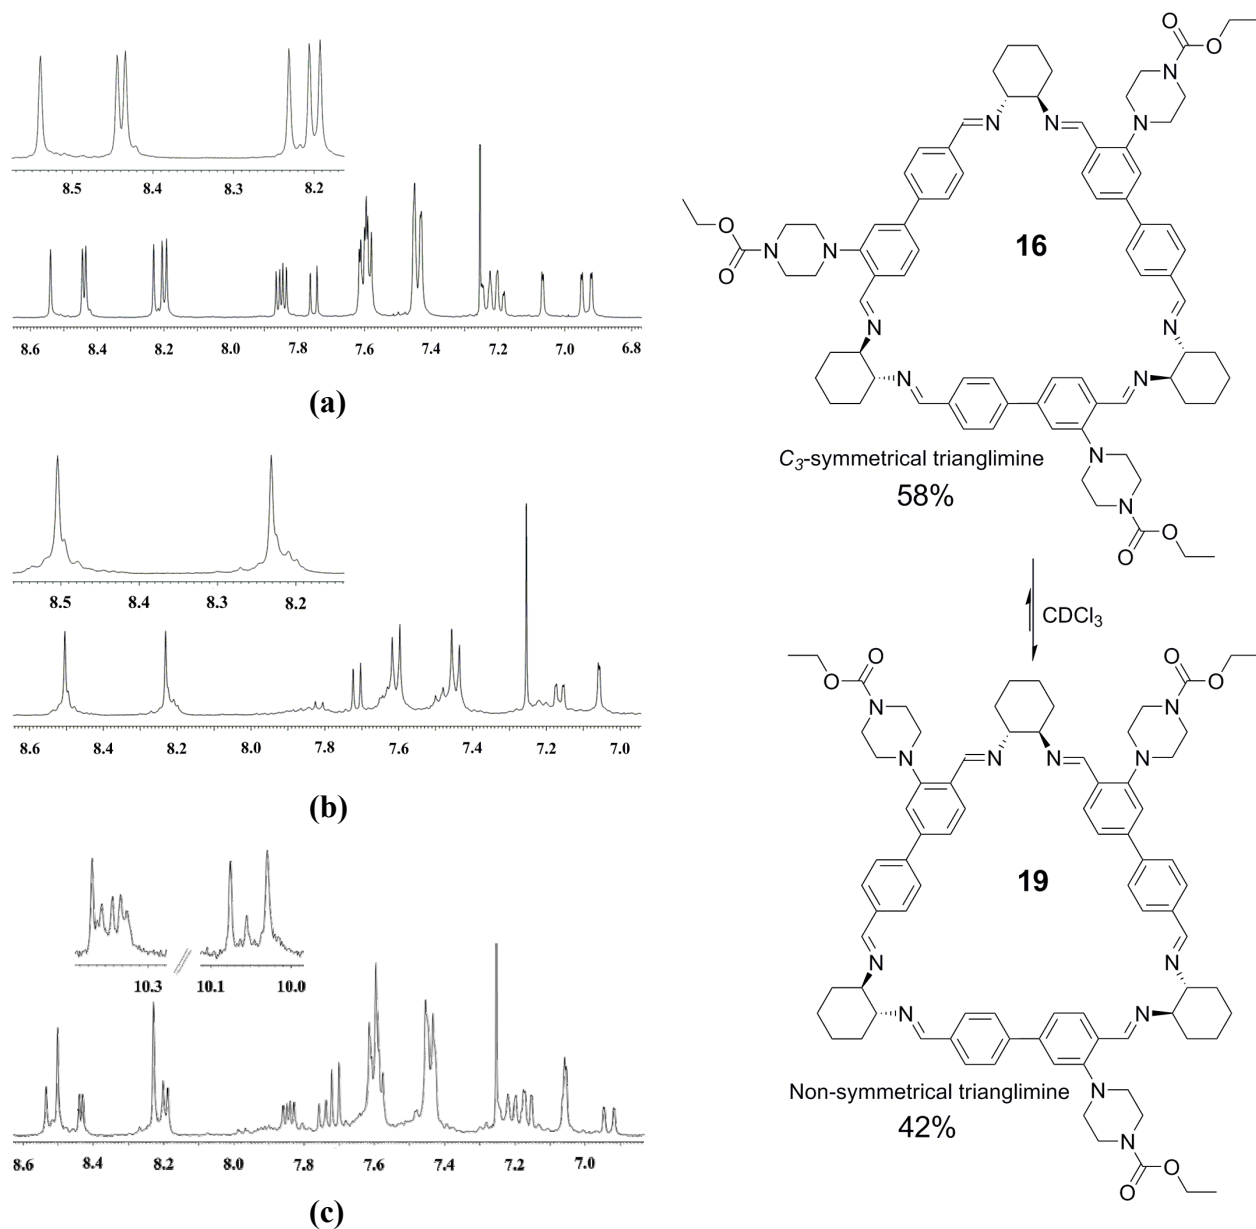 8.5 8.4 8.3 8.2
8.6 8.4 8.2 8.0 7.8 7.6 7.4 7.2 7.0 6.8
(a)
8.5 8.4 8.3 8.2
8.6 8.4 8.2 8.0 7.8 7.6 7.4 7.2 7.0
(b)
10.3 10.1 10.0
8.6 8.4 8.2 8.0 7.8 7.6 7.4 7.2 7.0
(c)
O
O
N
N
N N
16
O
O
N N
N
N
N N
N
N
O
O
C3-symmetrical trianglimine
58%
CDCl3
O
O
N
N
N N
O
O
N
N
19
N
N
N N
N
N
O
O
Non-symmetrical trianglimine
42%